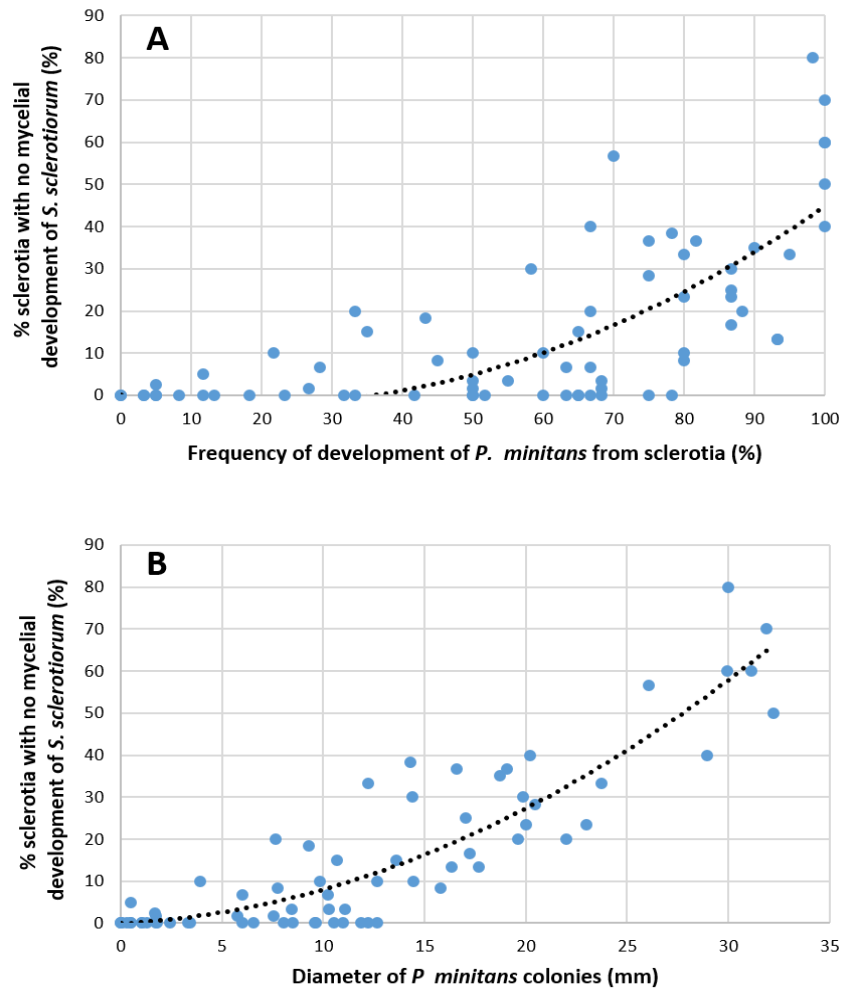 A
% sclerotia with no mycelial
development of S. sclerotiorum (%)
90
80
70
60
50
40
30
20
10
0
0 10 20 30 40 50 60 70 80 90 100
Frequency of development of P. minitans from sclerotia (%)
B
% sclerotia with no mycelial
development of S. sclerotiorum (%)
90
80
70
60
50
40
30
20
10
0
0 5 10 15 20 25 30 35
Diameter of P minitans colonies (mm)